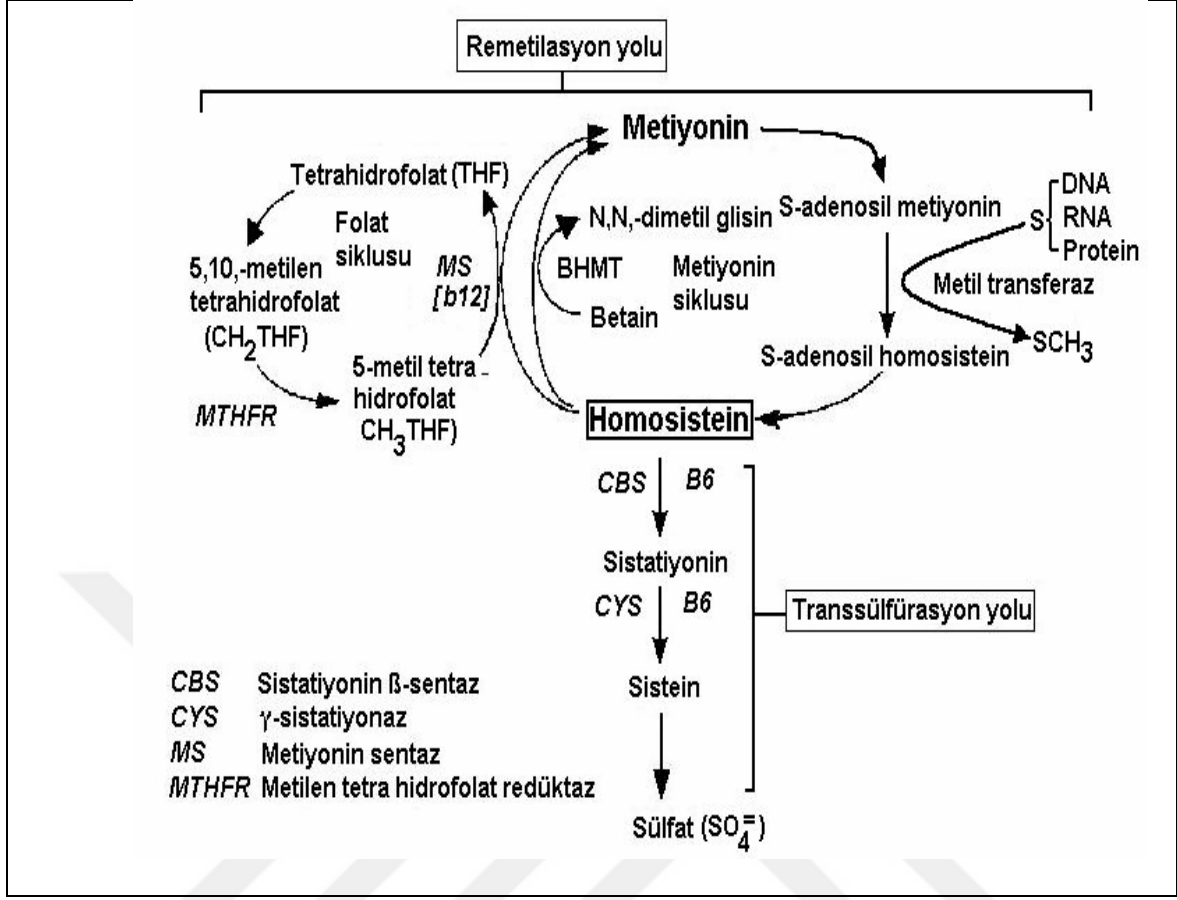 Remetilasyon yolu
Metiyonin
Tetrahidrofolat (THF)
Folat
siklusu
5,10,-metilen
tetrahidrofolat
(CH2THF)
MTHFR
5-metil tetra -
hidrofolat
CH3THF)
MS
[b12]
N,N,-dimetil glisin
BHMT
Betain
Metiyonin
siklusu
S-adenosil metiyonin
S
DNA
RNA
Protein
Metil transferaz
SCH3
S-adenosil homosistein
Homosistein
CBS B6
Sistatiyonin
CYS B6
Sistein
Sülfat (SO4=)
Transsülfürasyon yolu
CBS Sistatiyonin ß-sentaz
CYS γ-sistatiyonaz
MS Metiyonin sentaz
MTHFR Metilen tetra hidrofolat redüktaz